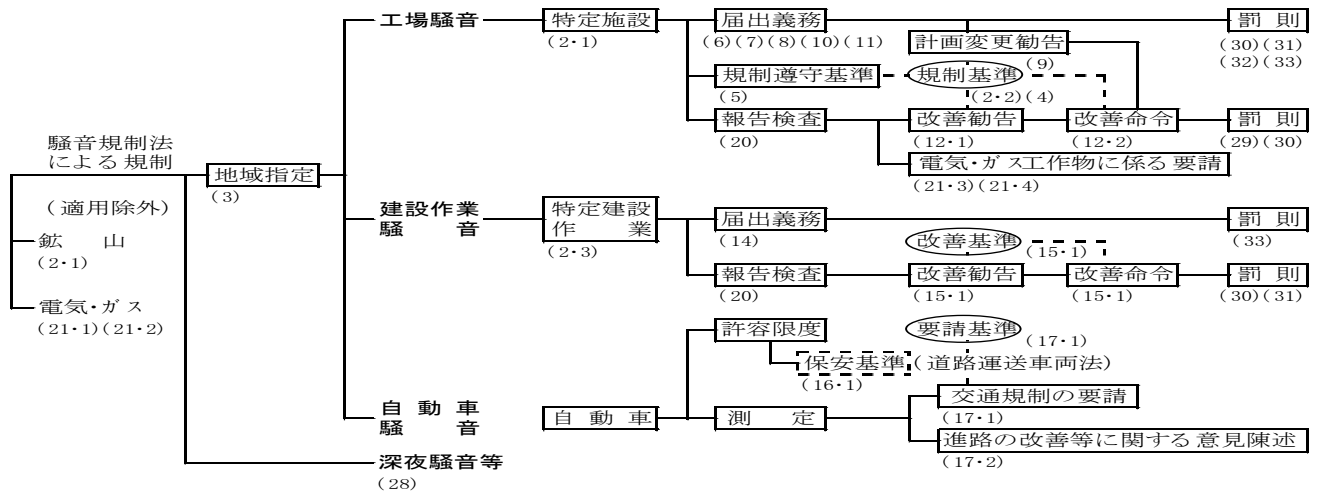 工場騒音
特定施設
(2・1)
届出義務
(6)(7)(8)(10)(11)
計画変更勧告
(9)
罰則
(30)(31)
(32)(33)
規制遵守基準
(5)
規制基準
(2・2)(4)
報告検査
(20)
改善勧告
(12・1)
改善命令
(12・2)
罰則
(29)(30)
電気・ガス工作物に係る要請
(21・3)(21・4)
騒音規制法
による規制
地域指定
(3)
(適用除外)
鉱山
(2・1)
電気・ガス
(21・1)(21・2)
建設作業
騒音
特定建設
作業
(2・3)
届出義務
(14)
罰則
(33)
改善基準
(15・1)
報告検査
(20)
改善勧告
(15・1)
改善命令
(15・1)
罰則
(30)(31)
許容限度
要請基準
(17・1)
保安基準(道路運送車両法)
(16・1)
自動車
騒音
自動車
測定
交通規制の要請
(17・1)
進路の改善等に関する意見陳述
(17・2)
深夜騒音等
(28)